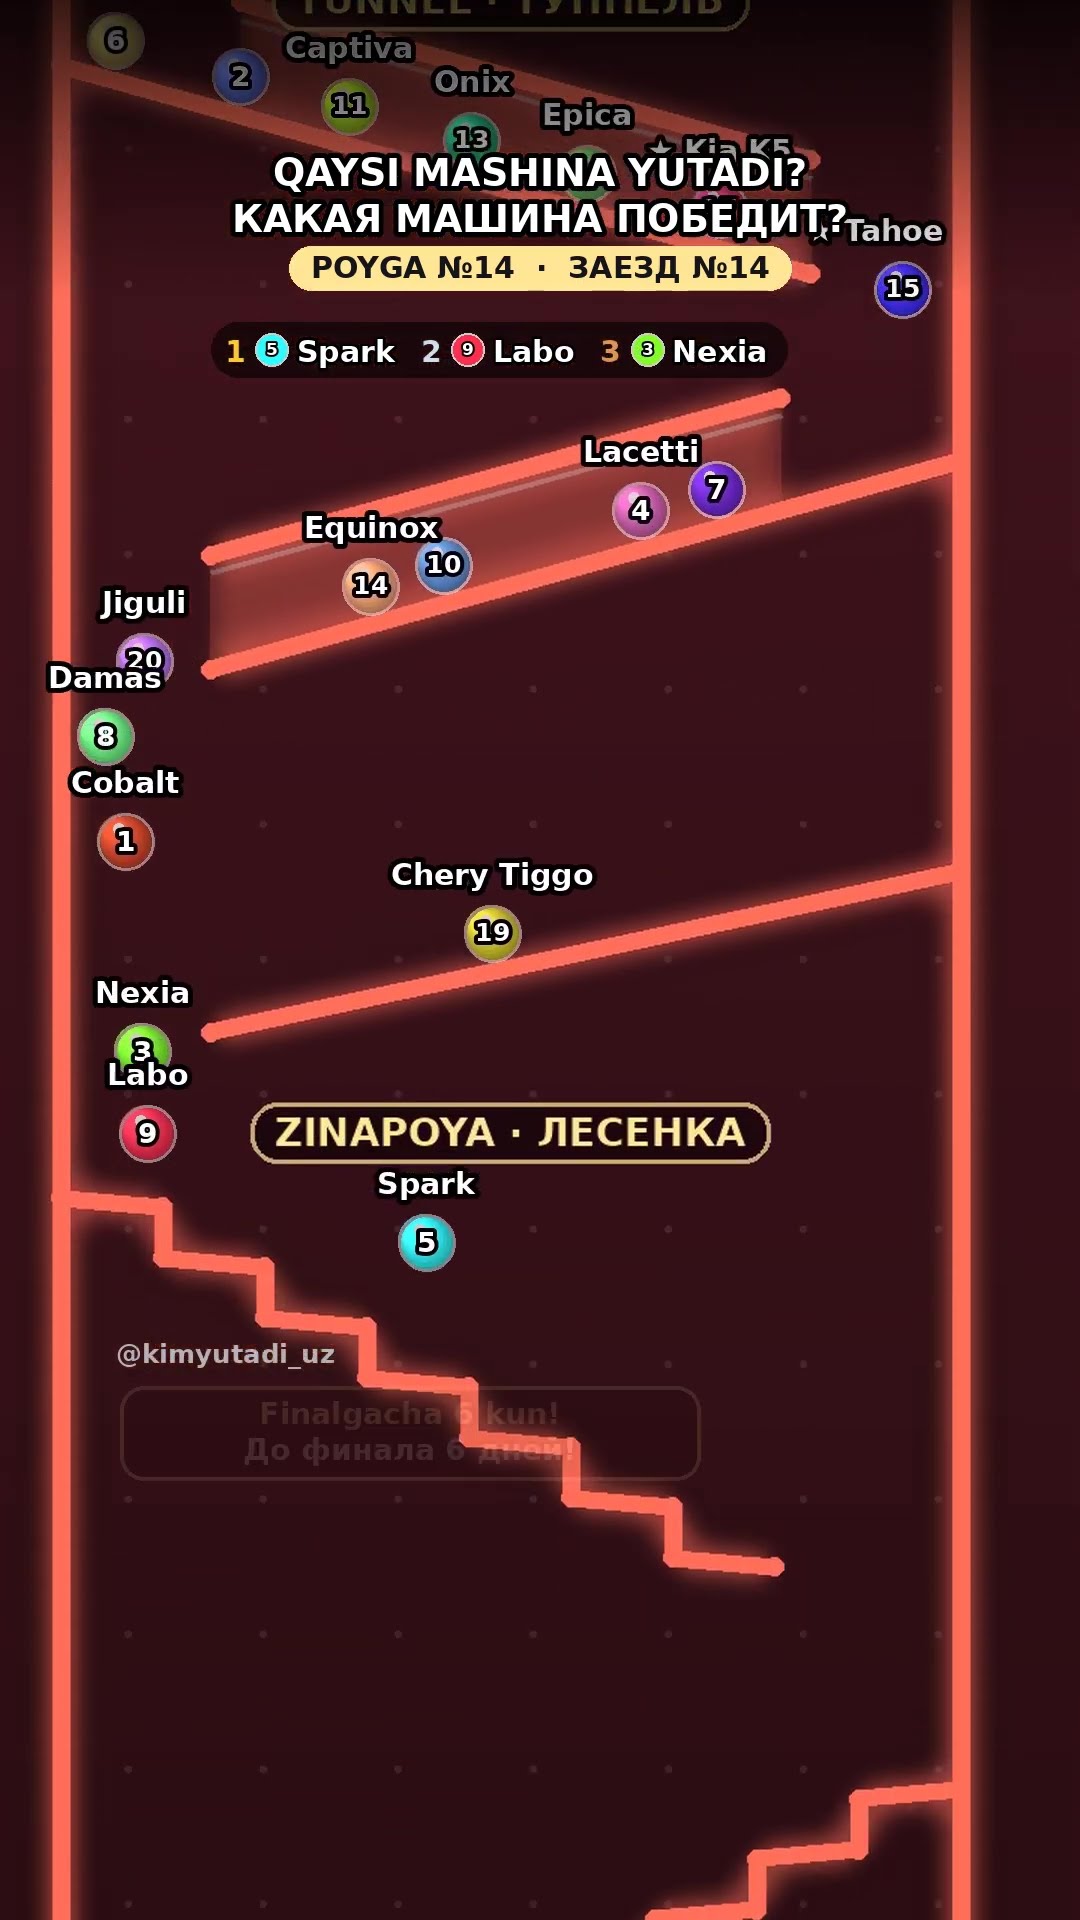 TUNNEL · ТУННЕЛЬ
6
2
Captiva
11
Onix
13
Epica
★ Kia K5
QAYSI MASHINA YUTADI?
КАКАЯ МАШИНА ПОБЕДИТ?
★ Tahoe
15
POYGA №14 · ЗАЕЗД №14
1 5 Spark 2 9 Labo 3 3 Nexia
Lacetti
4
7
Equinox
14
10
Jiguli
20
Damas
8
Cobalt
1
Chery Tiggo
19
Nexia
3
Labo
9
ZINAPOYA · ЛЕСЕНКА
Spark
5
@kimyutadi_uz
Finalgacha 6 kun!
До финала 6 дней!